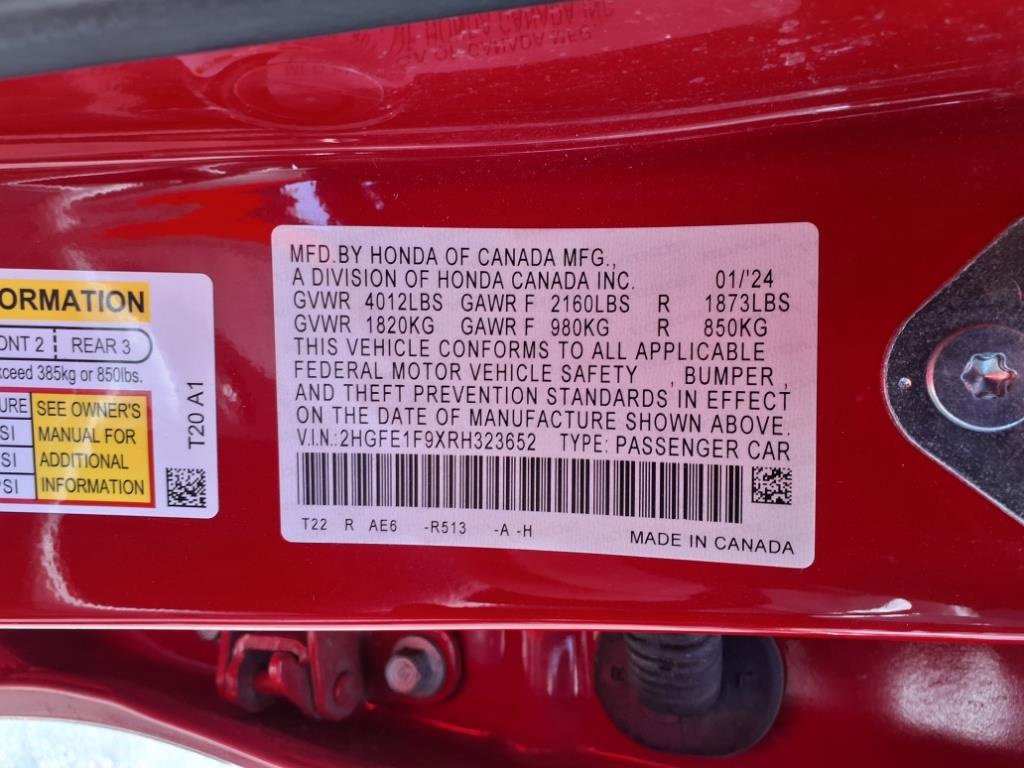 ORMATION
ONT 2 | REAR 3
xceed 385kg or 850lbs.
URE SEE OWNER'S
SI MANUAL FOR
SI ADDITIONAL
PSI INFORMATION
T20 A1
MFD.BY HONDA OF CANADA MFG.,
A DIVISION OF HONDA CANADA INC. 01/'24
GVWR 4012LBS GAWR F 2160LBS R 1873LBS
GVWR 1820KG GAWR F 980KG R 850KG
THIS VEHICLE CONFORMS TO ALL APPLICABLE
FEDERAL MOTOR VEHICLE SAFETY , BUMPER ,
AND THEFT PREVENTION STANDARDS IN EFFECT
ON THE DATE OF MANUFACTURE SHOWN ABOVE.
V.I.N.:2HGFE1F9XRH323652 TYPE: PASSENGER CAR
T22 R AE6 -R513 -A -H
MADE IN CANADA